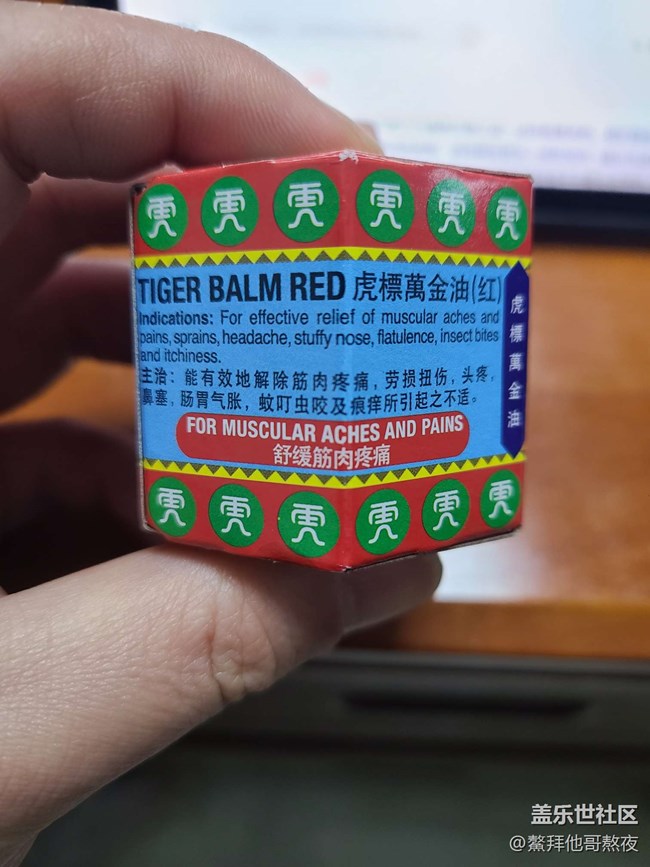 TIGER BALM RED 虎標萬金油(红)
Indications: For effective relief of muscular aches and
pains, sprains, headache, stuffy nose, flatulence, insect bites
and itchiness.
主治：能有效地解除筋肉疼痛，劳损扭伤，头疼，
鼻塞，肠胃气胀，蚊叮虫咬及痕痒所引起之不适。
FOR MUSCULAR ACHES AND PAINS
舒缓筋肉疼痛
虎標萬金油
盖乐世社区
@鰲拜他哥熬夜